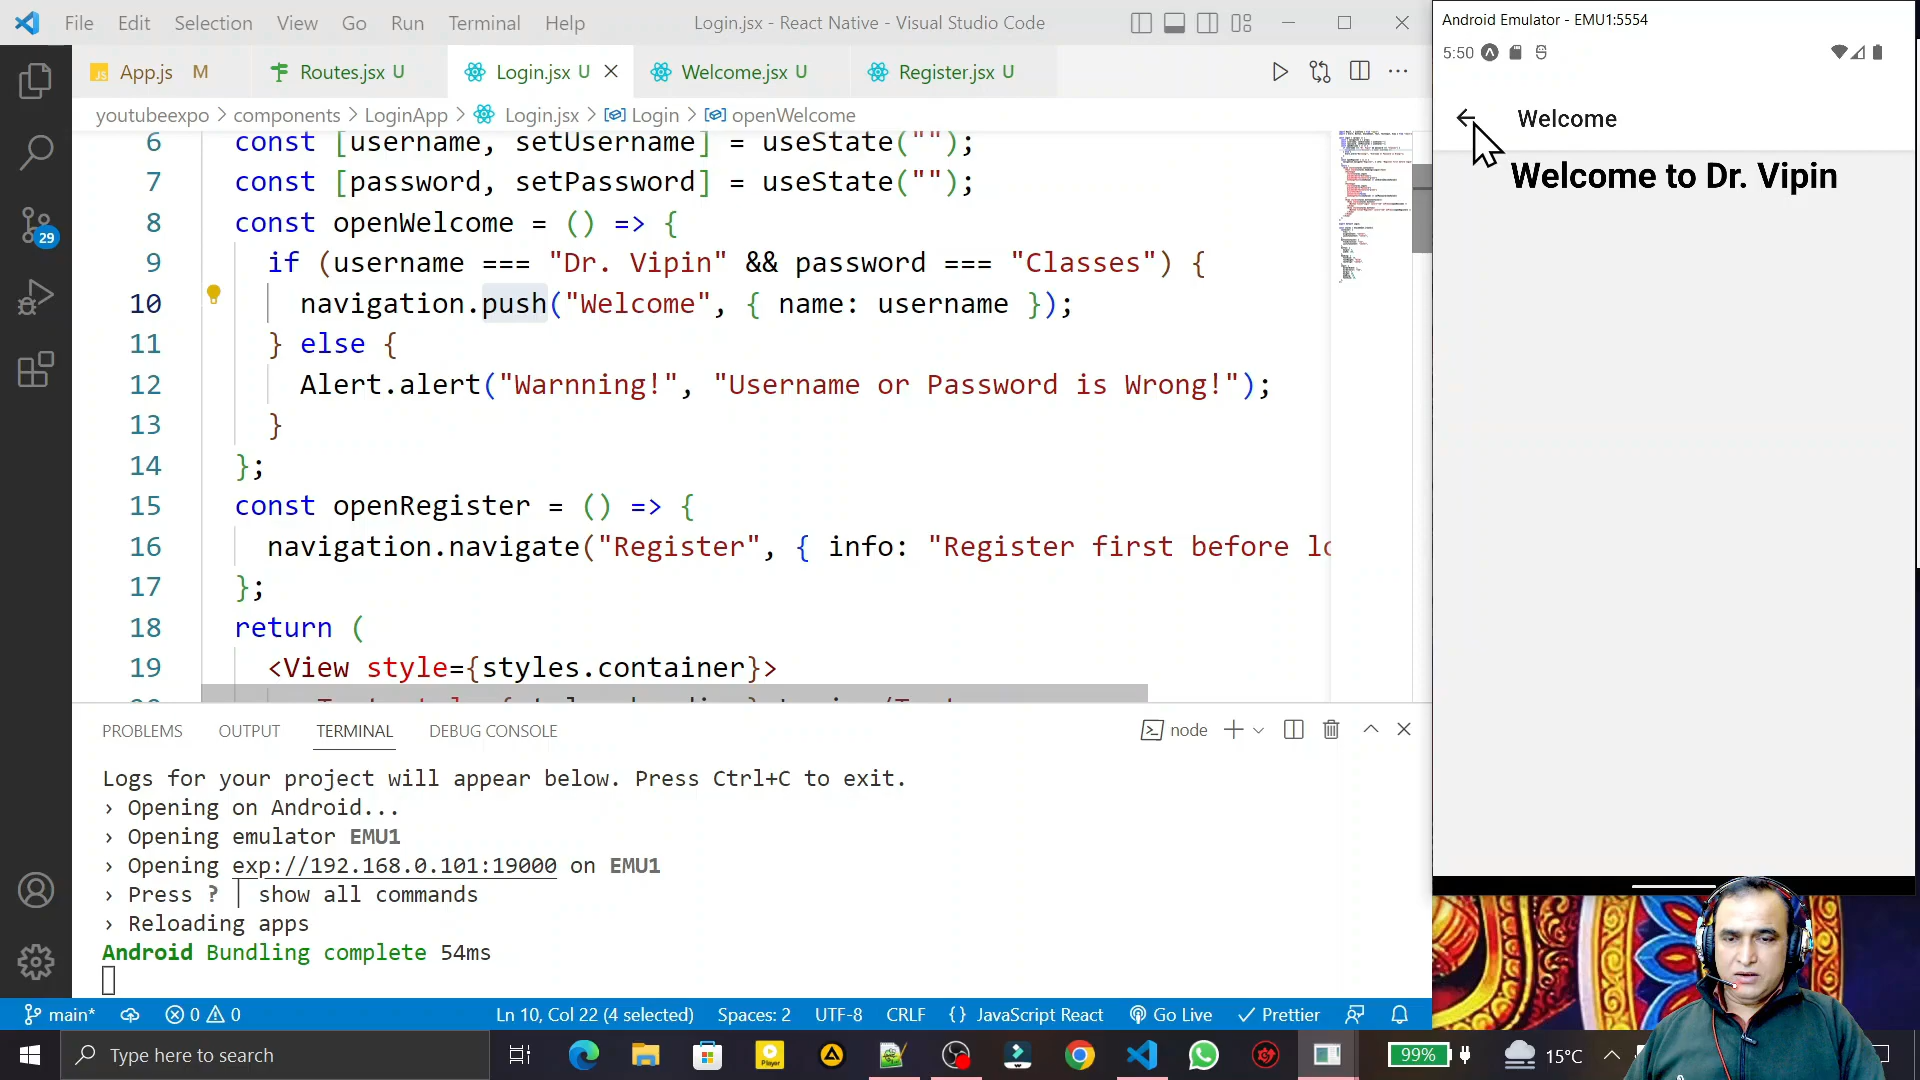 File Edit Selection View Go Run Terminal Help
Login.jsx - React Native - Visual Studio Code
JS App.js M
Routes.jsx U
Login.jsx U
Welcome.jsx U
Register.jsx U
youtubeexpo > components > LoginApp > Login.jsx > Login > openWelcome
6 const [username, setUsername] = useState("");
7 const [password, setPassword] = useState("");
8 const openWelcome = () => {
9 if (username === "Dr. Vipin" && password === "Classes") {
10 navigation.push("Welcome", { name: username });
11 } else {
12 Alert.alert("Warnning!", "Username or Password is Wrong!");
13 }
14 };
15 const openRegister = () => {
16 navigation.navigate("Register", { info: "Register first before lo
17 };
18 return (
19 <View style={styles.container}>
29
PROBLEMS OUTPUT TERMINAL DEBUG CONSOLE
node
Logs for your project will appear below. Press Ctrl+C to exit.
› Opening on Android...
› Opening emulator EMU1
› Opening exp://192.168.0.101:19000 on EMU1
› Press ? │ show all commands
› Reloading apps
Android Bundling complete 54ms
main* 0 0 Ln 10, Col 22 (4 selected) Spaces: 2 UTF-8 CRLF {} JavaScript React Go Live Prettier
Type here to search
Player
99%
15°C
Android Emulator - EMU1:5554
5:50
Welcome
Welcome to Dr. Vipin